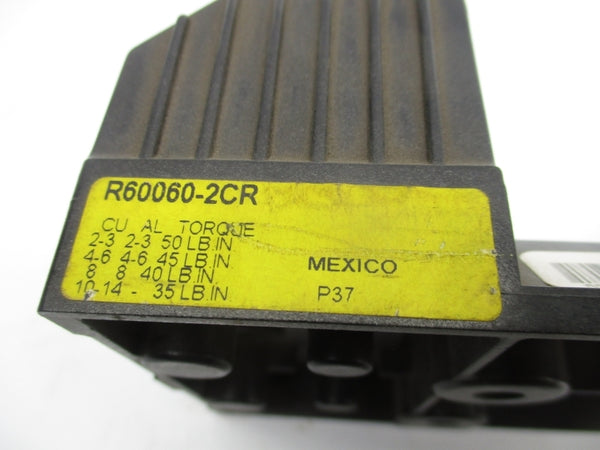 R60060-2CR
CU AL TORQUE
2-3 2-3 50 LB.IN
4-6 4-6 45 LB.IN
8 8 40 LB.IN
10-14 - 35 LB.IN
MEXICO
P37